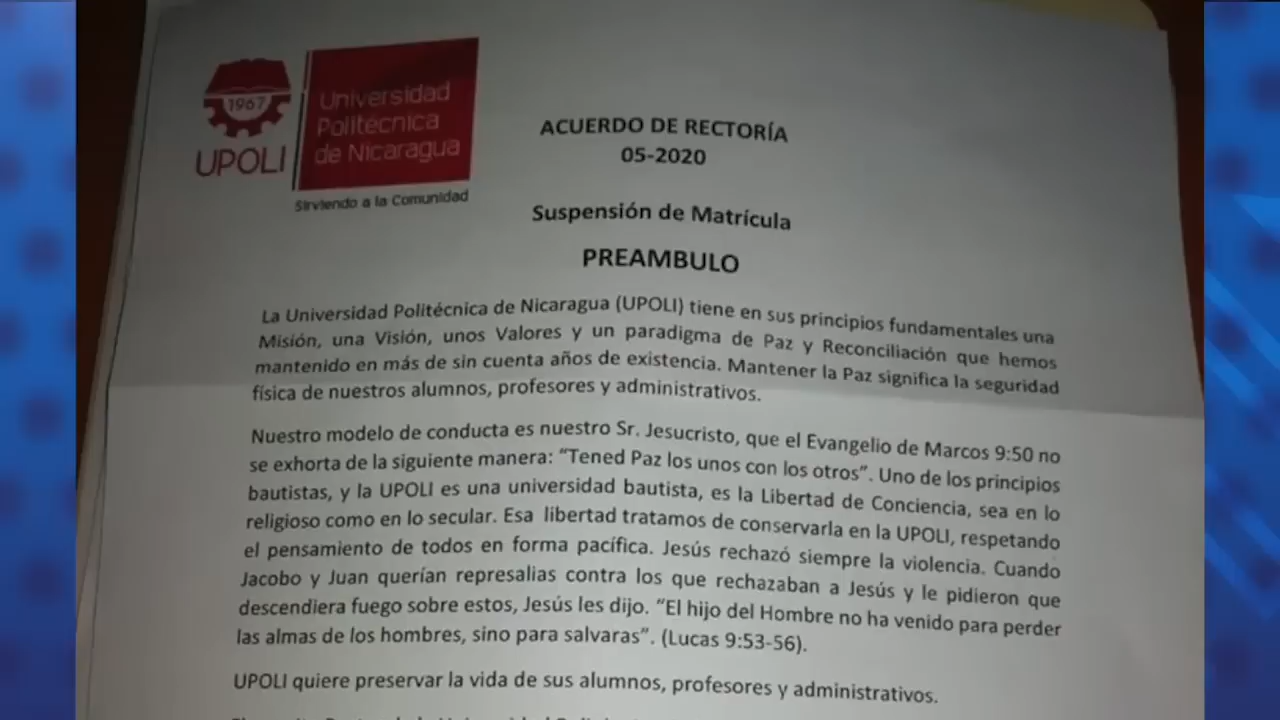 1967
UPOLI
Universidad
Politécnica
de Nicaragua
Sirviendo a la Comunidad
ACUERDO DE RECTORÍA
05-2020
Suspensión de Matrícula
PREAMBULO
La Universidad Politécnica de Nicaragua (UPOLI) tiene en sus principios fundamentales una
Misión, una Visión, unos Valores y un paradigma de Paz y Reconciliación que hemos
mantenido en más de sin cuenta años de existencia. Mantener la Paz significa la seguridad
física de nuestros alumnos, profesores y administrativos.
Nuestro modelo de conducta es nuestro Sr. Jesucristo, que el Evangelio de Marcos 9:50 no
se exhorta de la siguiente manera: “Tened Paz los unos con los otros”. Uno de los principios
bautistas, y la UPOLI es una universidad bautista, es la Libertad de Conciencia, sea en lo
religioso como en lo secular. Esa libertad tratamos de conservarla en la UPOLI, respetando
el pensamiento de todos en forma pacífica. Jesús rechazó siempre la violencia. Cuando
Jacobo y Juan querían represalias contra los que rechazaban a Jesús y le pidieron que
descendiera fuego sobre estos, Jesús les dijo. “El hijo del Hombre no ha venido para perder
las almas de los hombres, sino para salvaras”. (Lucas 9:53-56).
UPOLI quiere preservar la vida de sus alumnos, profesores y administrativos.